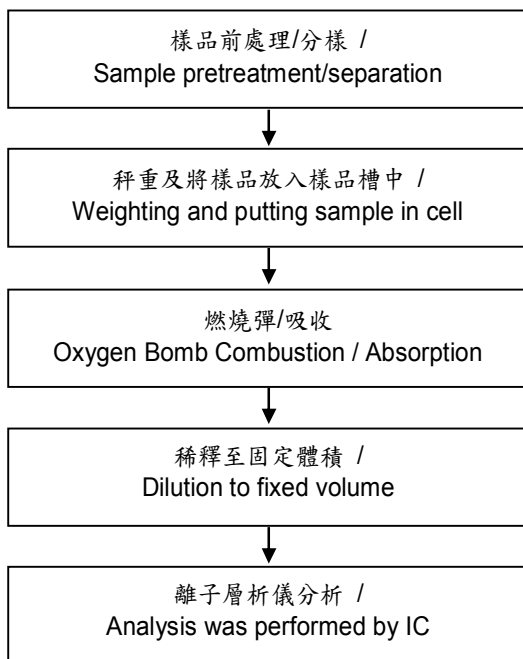 樣品前處理/分樣 /
Sample pretreatment/separation
秤重及將樣品放入樣品槽中 /
Weighting and putting sample in cell
燃燒彈/吸收
Oxygen Bomb Combustion / Absorption
稀釋至固定體積 /
Dilution to fixed volume
離子層析儀分析 /
Analysis was performed by IC